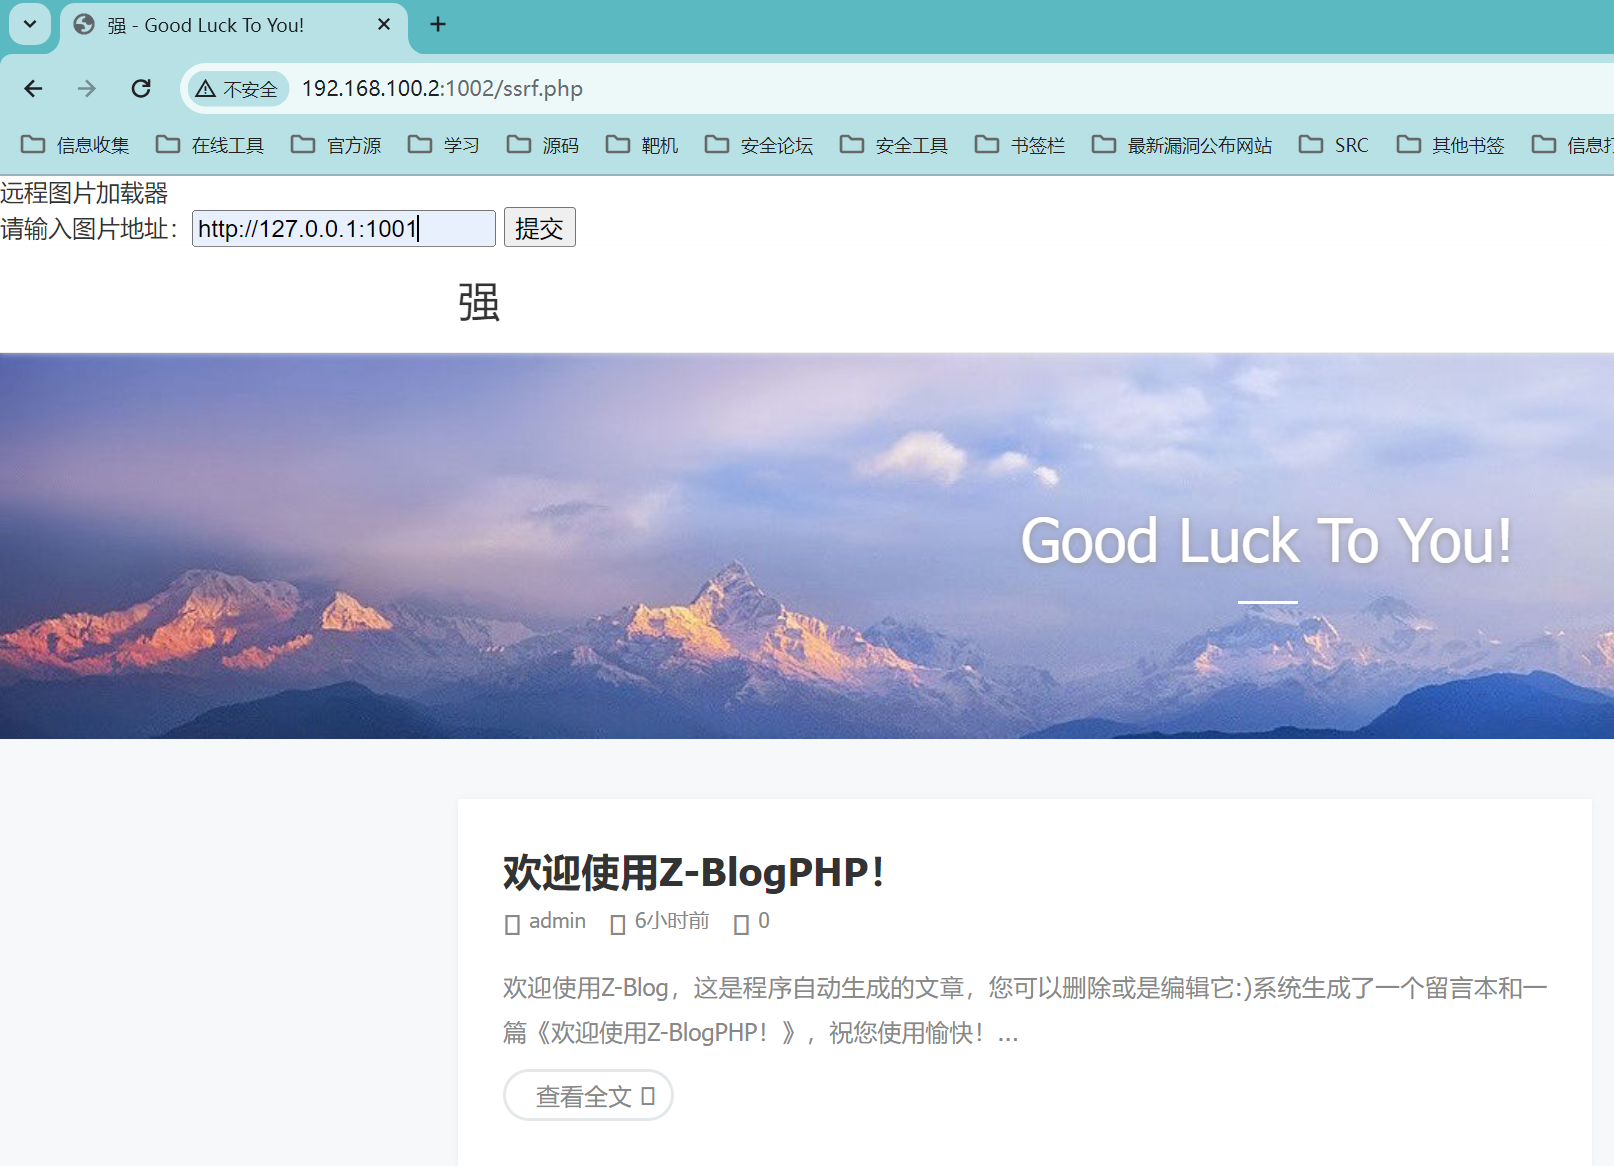 强 - Good Luck To You!
不安全 192.168.100.2:1002/ssrf.php
信息收集 在线工具 官方源 学习 源码 靶机 安全论坛 安全工具 书签栏 最新漏洞公布网站 SRC 其他书签
远程图片加载器
请输入图片地址： http://127.0.0.1:1001 提交
强
Good Luck To You!
欢迎使用Z-BlogPHP！
admin 6小时前 0
欢迎使用Z-Blog，这是程序自动生成的文章，您可以删除或是编辑它:)系统生成了一个留言本和一
篇《欢迎使用Z-BlogPHP！》，祝您使用愉快！...
查看全文